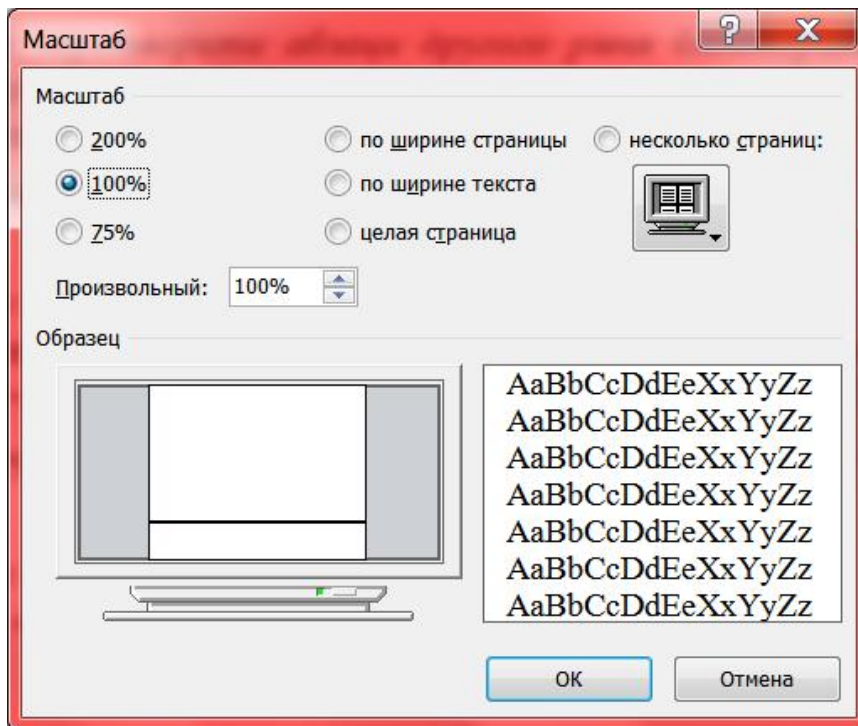 Масштаб
Масштаб
200% по ширине страницы несколько страниц:
100% по ширине текста
75% целая страница
Произвольный: 100%
Образец
AaBbCcDdEeXxYyZz
AaBbCcDdEeXxYyZz
AaBbCcDdEeXxYyZz
AaBbCcDdEeXxYyZz
AaBbCcDdEeXxYyZz
AaBbCcDdEeXxYyZz
AaBbCcDdEeXxYyZz
ОК Отмена